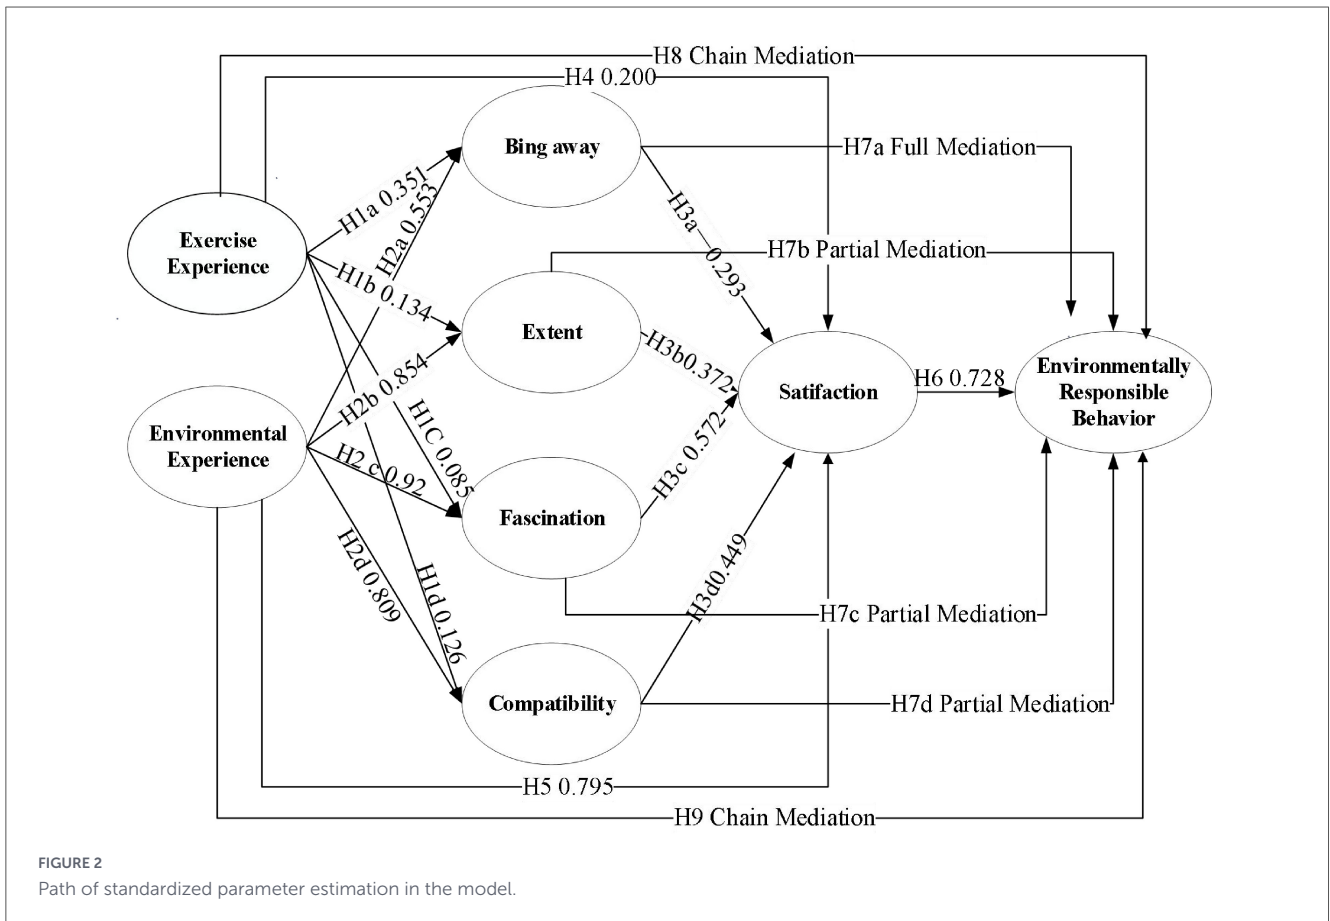 H8 Chain Mediation
H4 0.200
Bing away
H7a Full Mediation
H1a 0.351
H2a 0.553
H3a 0.293
Exercise
Experience
H7b Partial Mediation
H1b 0.134
Extent
H3b0.372
Satifaction
H6 0.728
Environmentally
Responsible
Behavior
H2b 0.854
H1C 0.085
Environmental
Experience
H2 c 0.92
H3c 0.572
Fascination
H2d 0.809
H1d 0.126
H3d0.449
H7c Partial Mediation
Compatibility
H7d Partial Mediation
H5 0.795
H9 Chain Mediation
FIGURE 2
Path of standardized parameter estimation in the model.